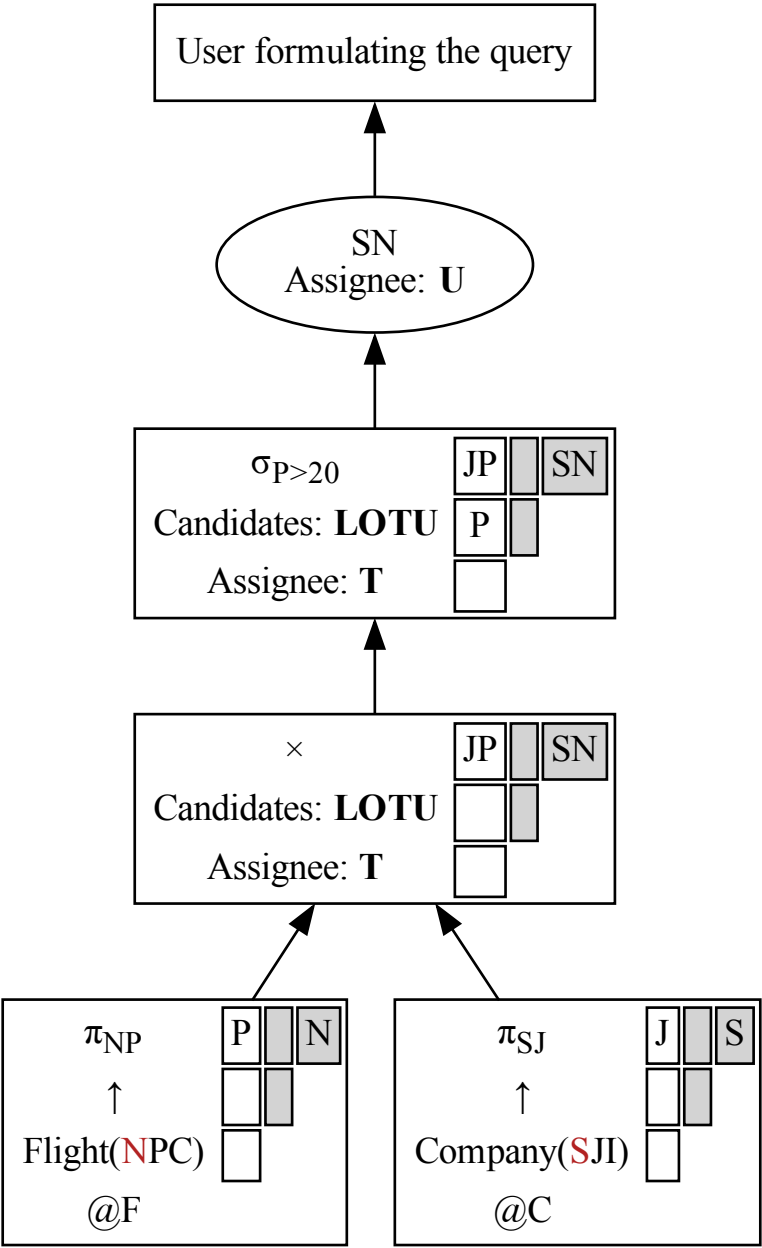 User formulating the query
SN
Assignee: U
σP>20
JP
SN
Candidates: LOTU
P
Assignee: T
×
JP
SN
Candidates: LOTU
Assignee: T
πNP
P
N
↑
Flight(NPC)
@F
πSJ
J
S
↑
Company(SJI)
@C